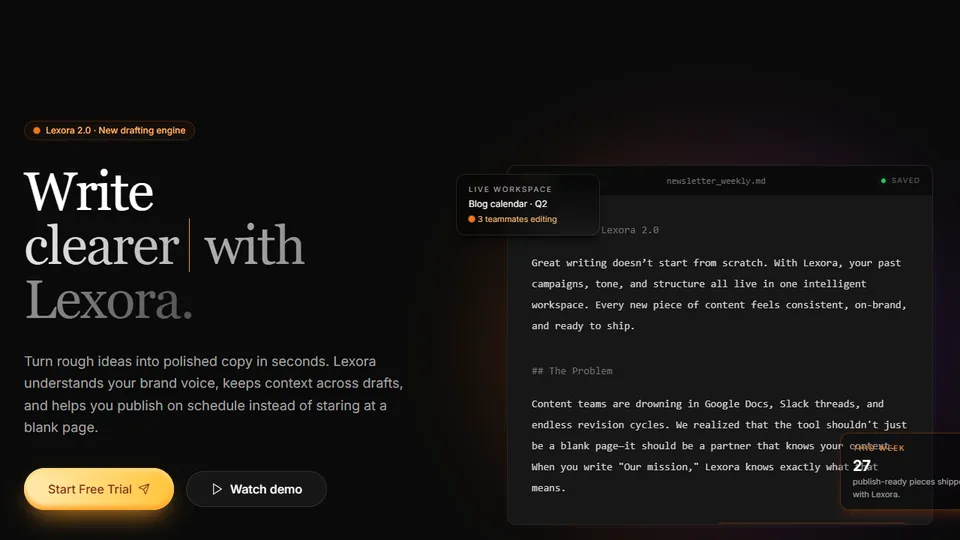 Lexora 2.0 · New drafting engine
Write
clearer with
Lexora.
Turn rough ideas into polished copy in seconds. Lexora
understands your brand voice, keeps context across drafts,
and helps you publish on schedule instead of staring at a
blank page.
Start Free Trial
Watch demo
LIVE WORKSPACE
Blog calendar · Q2
3 teammates editing
newsletter_weekly.md
SAVED
Lexora 2.0
Great writing doesn't start from scratch. With Lexora, your past
campaigns, tone, and structure all live in one intelligent
workspace. Every new piece of content feels consistent, on-brand,
and ready to ship.
## The Problem
Content teams are drowning in Google Docs, Slack threads, and
endless revision cycles. We realized that the tool shouldn't just
be a blank page—it should be a partner that knows your context.
When you write "Our mission," Lexora knows exactly what that
means.
THIS WEEK
27
publish-ready pieces
with Lexora.